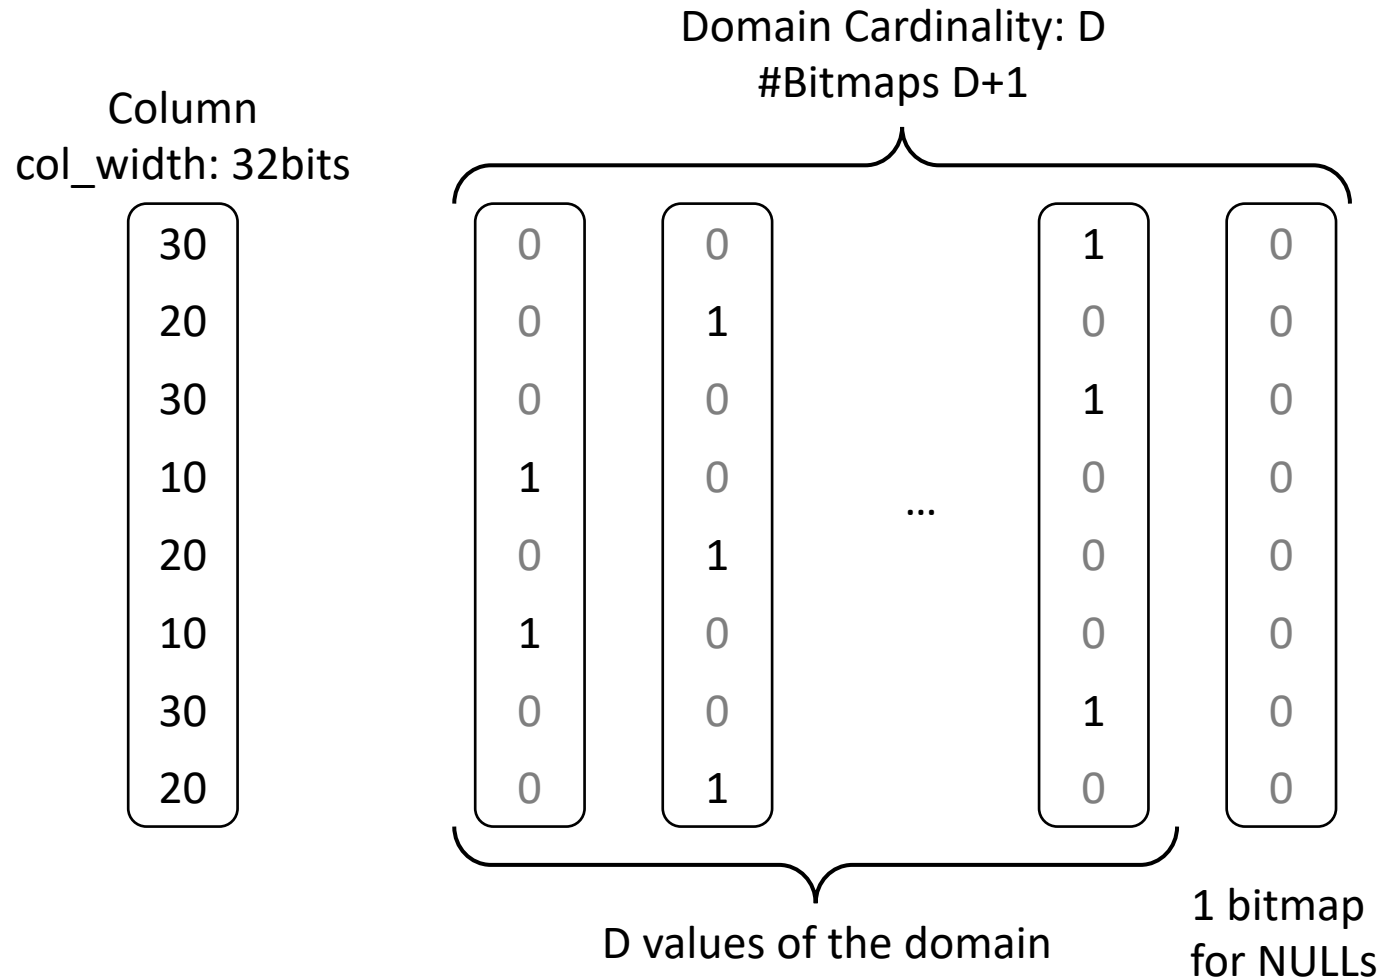 Domain Cardinality: D
#Bitmaps D+1
Column
col_width: 32bits
30 0 0 1 0
20 0 1 0 0
30 0 0 1 0
10 1 0 0 0
…
20 0 1 0 0
10 1 0 0 0
30 0 0 1 0
20 0 1 0 0
D values of the domain
1 bitmap
for NULLs